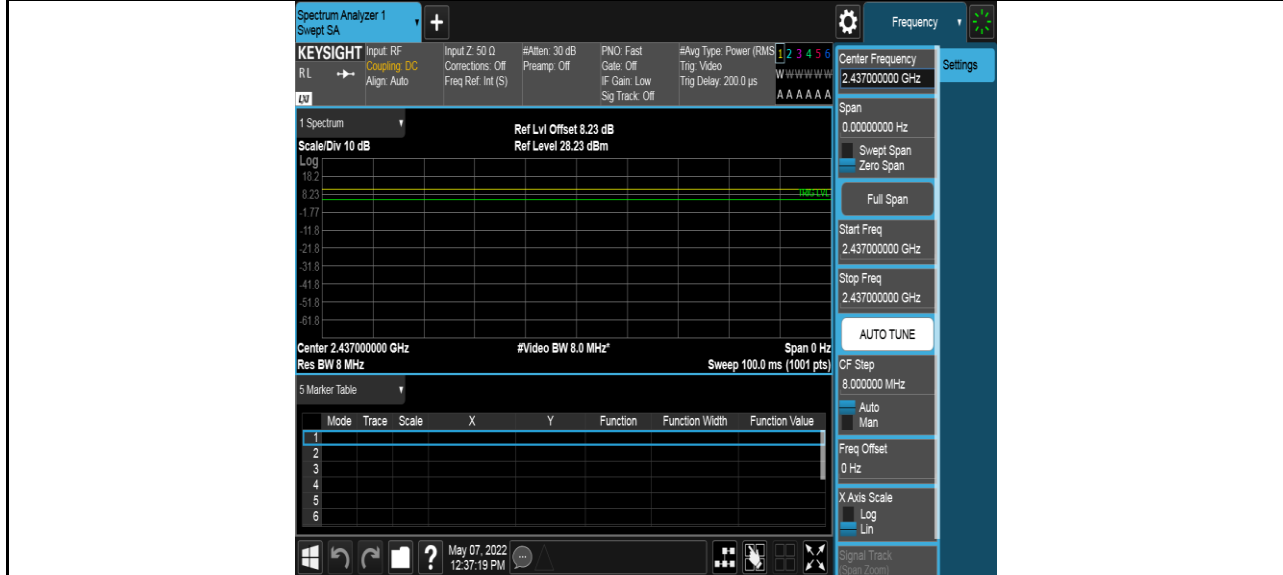 Spectrum Analyzer 1
Swept SA
+
Frequency
KEYSIGHT
RL
LXI
Input: RF
Coupling: DC
Align: Auto
Input Z: 50 Ω
Corrections: Off
Freq Ref: Int (S)
#Atten: 30 dB
Preamp: Off
PNO: Fast
Gate: Off
IF Gain: Low
Sig Track: Off
#Avg Type: Power (RMS
Trig: Video
Trig Delay: 200.0 µs
1 2 3 4 5 6
W W W W W W
A A A A A A
1 Spectrum
Scale/Div 10 dB
Ref Lvl Offset 8.23 dB
Ref Level 28.23 dBm
Log
18.2
8.23
-1.77
-11.8
-21.8
-31.8
-41.8
-51.8
-61.8
TRIG LVL
Center 2.437000000 GHz
#Video BW 8.0 MHz*
Span 0 Hz
Res BW 8 MHz
Sweep 100.0 ms (1001 pts)
5 Marker Table
Mode Trace Scale X Y Function Function Width Function Value
1
2
3
4
5
6
May 07, 2022
12:37:19 PM
Center Frequency
2.437000000 GHz
Settings
Span
0.00000000 Hz
Swept Span
Zero Span
Full Span
Start Freq
2.437000000 GHz
Stop Freq
2.437000000 GHz
AUTO TUNE
CF Step
8.000000 MHz
Auto
Man
Freq Offset
0 Hz
X Axis Scale
Log
Lin
Signal Track
(Span Zoom)